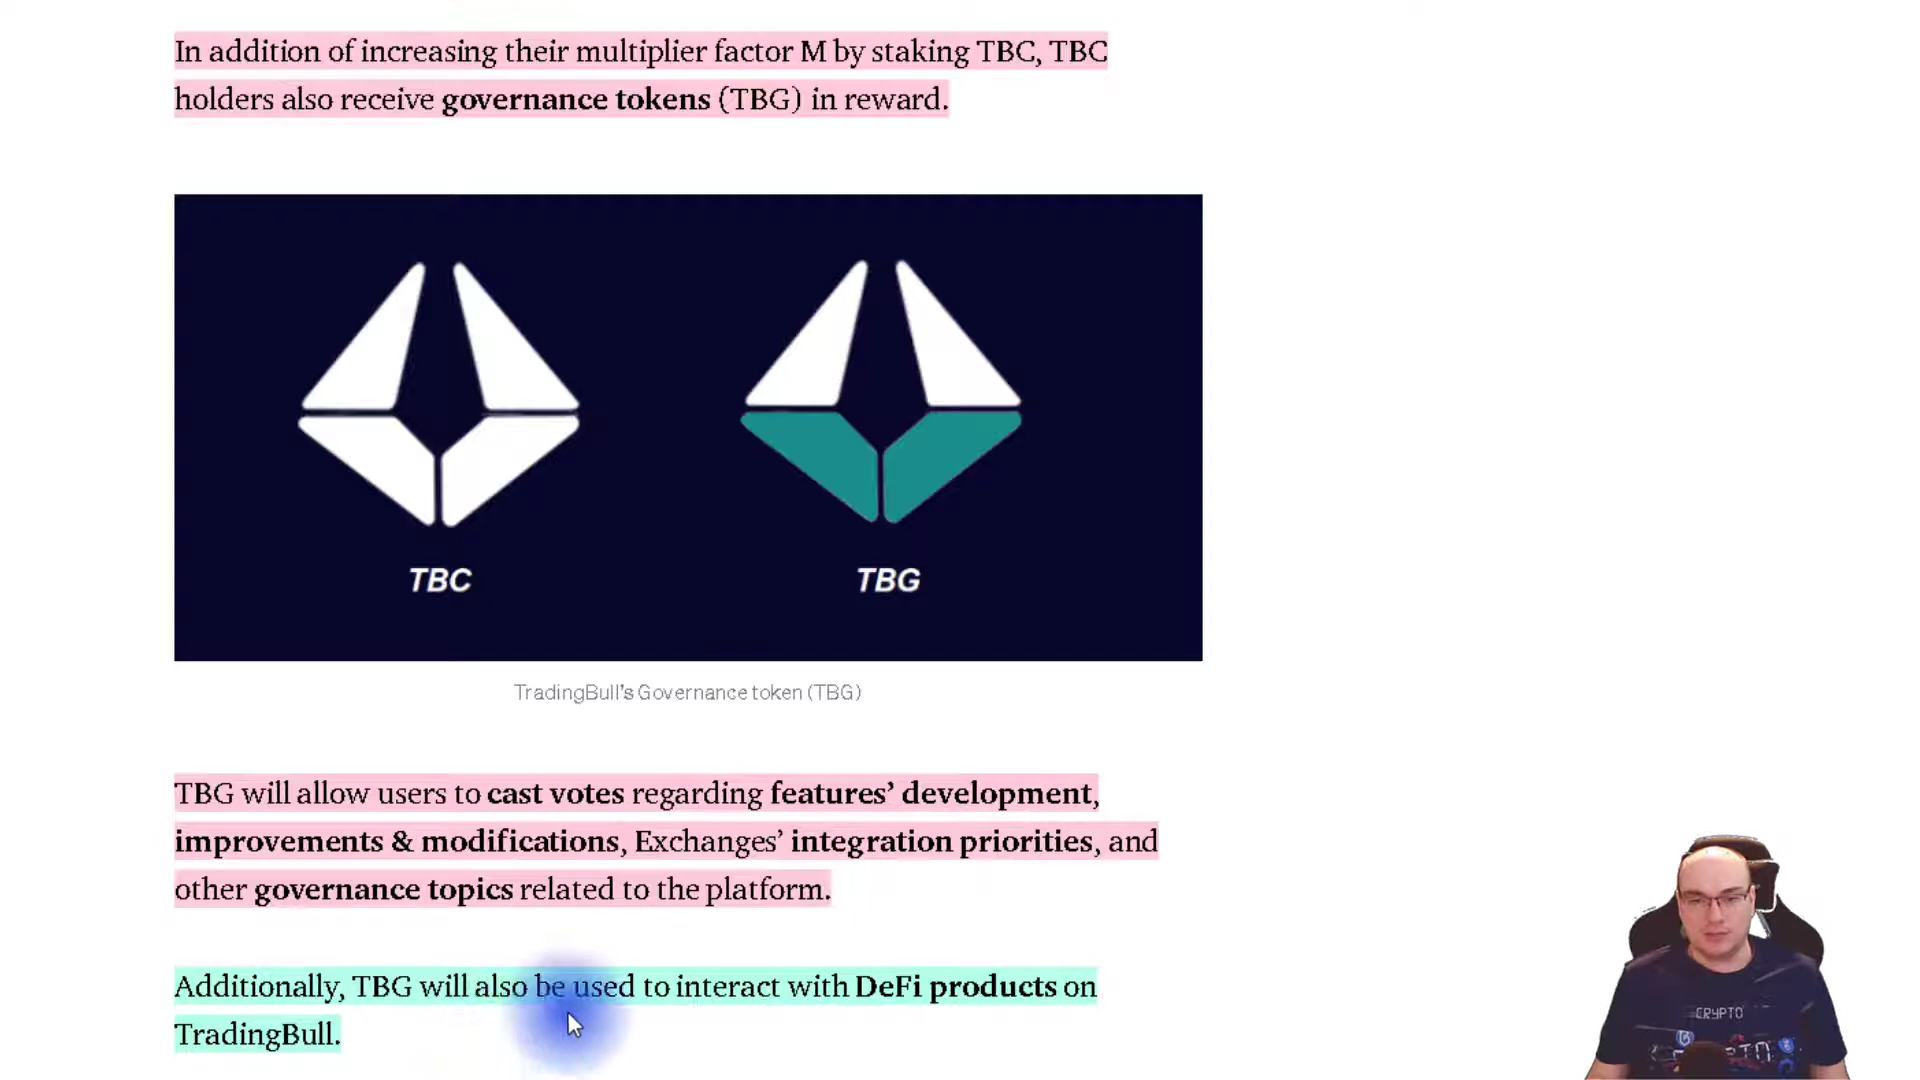 In addition of increasing their multiplier factor M by staking TBC, TBC
holders also receive governance tokens (TBG) in reward.
TBC
TBG
TradingBull's Governance token (TBG)
TBG will allow users to cast votes regarding features’ development,
improvements & modifications, Exchanges’ integration priorities, and
other governance topics related to the platform.
Additionally, TBG will also be used to interact with DeFi products on
TradingBull.
CRYPTO